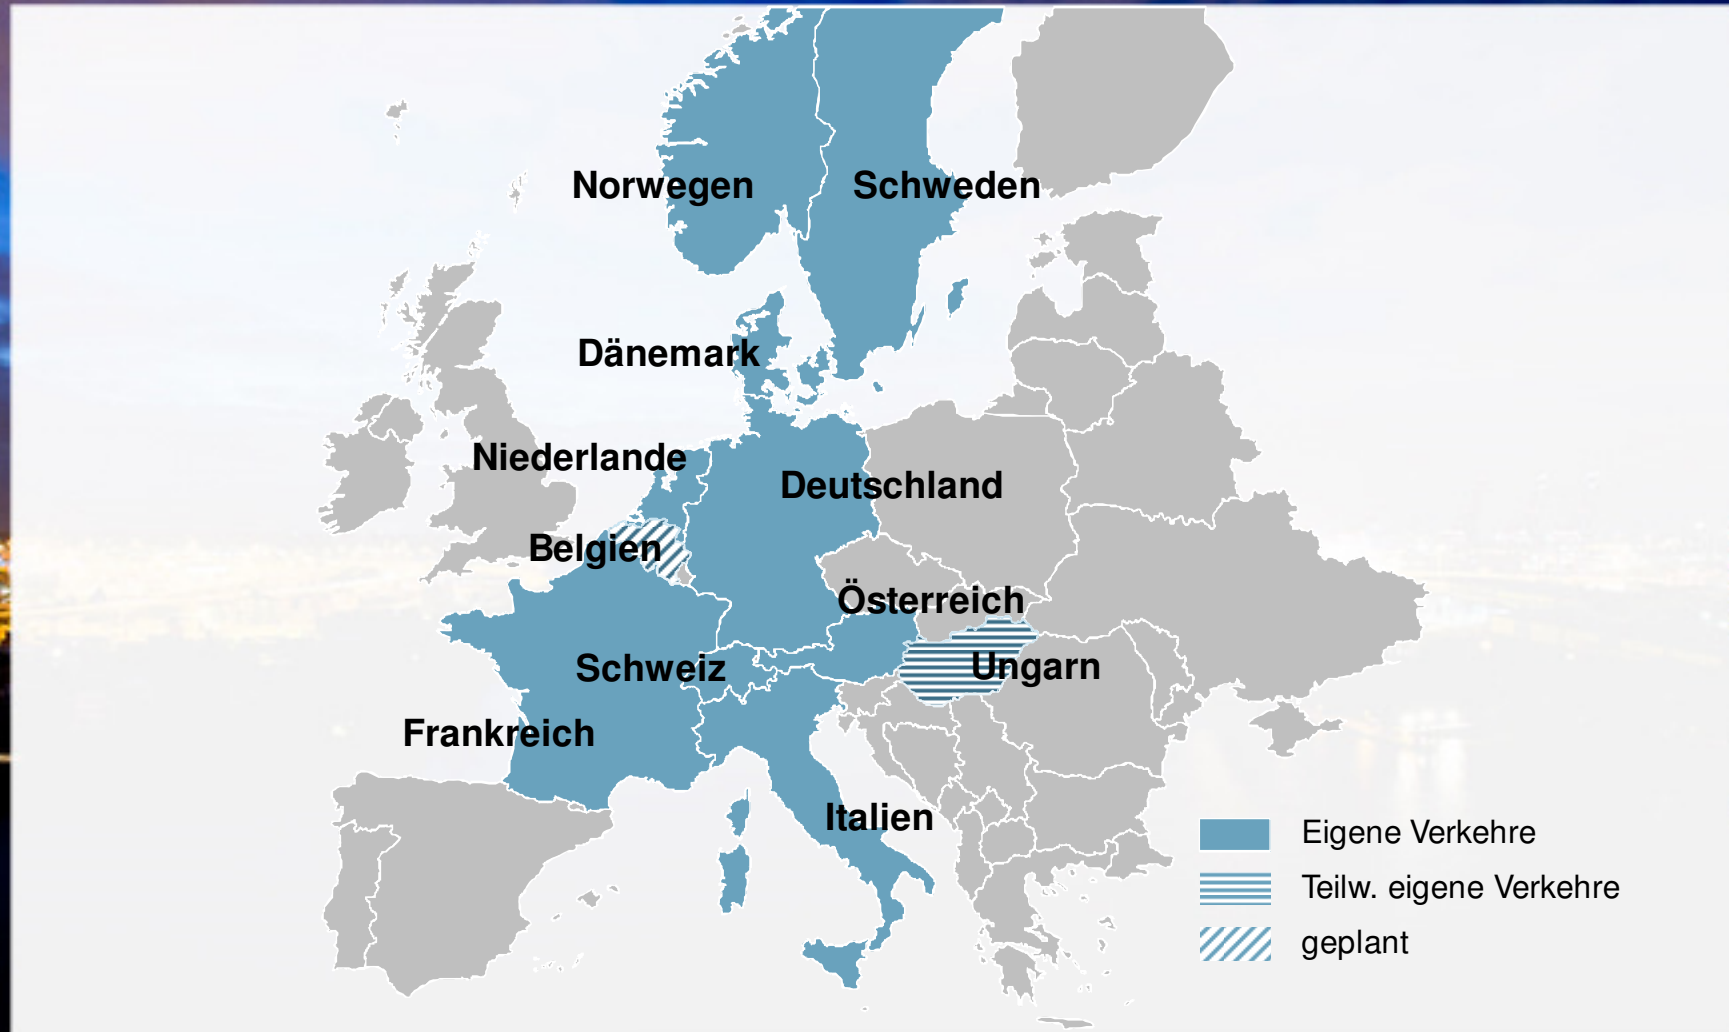 Norwegen
Schweden
Dänemark
Niederlande
Deutschland
Belgien
Österreich
Schweiz
Ungarn
Frankreich
Italien
Eigene Verkehre
Teilw. eigene Verkehre
geplant